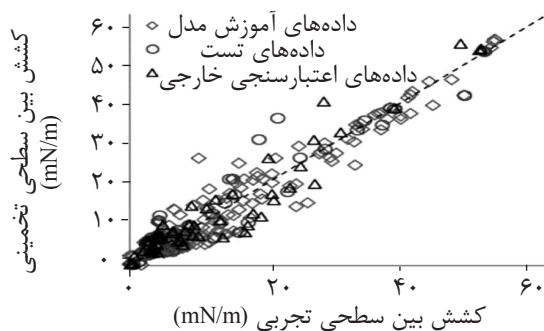 داده‌های آموزش مدل
داده‌های تست
داده‌های اعتبارسنجی خارجی
کشش بین سطحی تخمینی
(mN/m)
۶۰
۵۰
۴۰
۳۰
۲۰
۱۰
۰
۰
۲۰
۴۰
۶۰
کشش بین سطحی تجربی (mN/m)